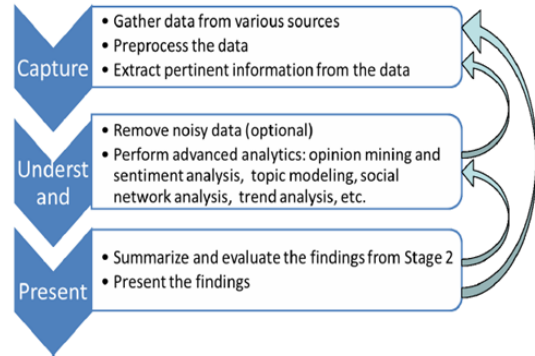 Capture
• Gather data from various sources
• Preprocess the data
• Extract pertinent information from the data
Underst
and
• Remove noisy data (optional)
• Perform advanced analytics: opinion mining and
sentiment analysis, topic modeling, social
network analysis, trend analysis, etc.
Present
• Summarize and evaluate the findings from Stage 2
• Present the findings